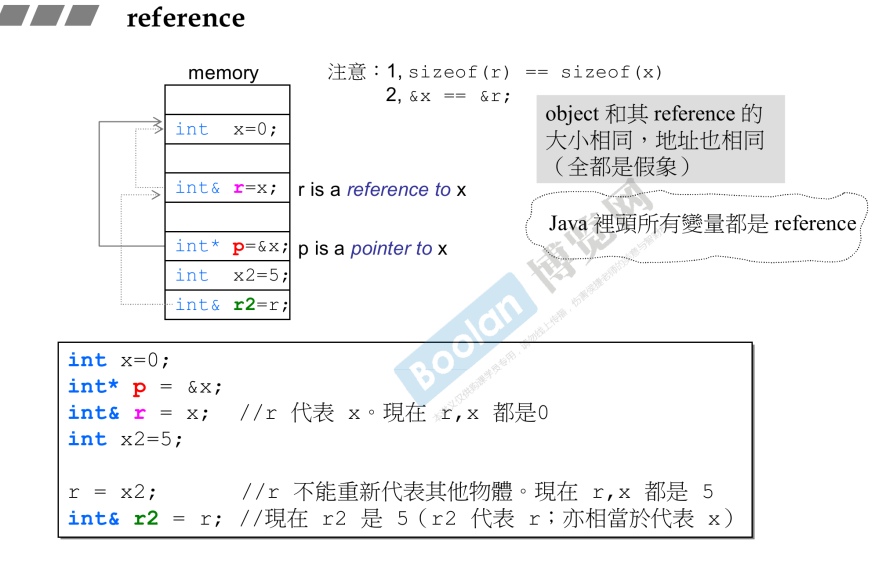 reference
memory
int x=0;
int& r=x;
int* p=&x;
int x2=5;
int& r2=r;
r is a reference to x
p is a pointer to x
注意：1, sizeof(r) == sizeof(x)
2, &x == &r;
object 和其 reference 的
大小相同，地址也相同
（全都是假象）
Java 裡頭所有變量都是 reference
Boolan 博览网
int x=0;
int* p = &x;
int& r = x; //r 代表 x。現在 r,x 都是0
int x2=5;
r = x2; //r 不能重新代表其他物體。現在 r,x 都是 5
int& r2 = r; //現在 r2 是 5（r2 代表 r；亦相當於代表 x）